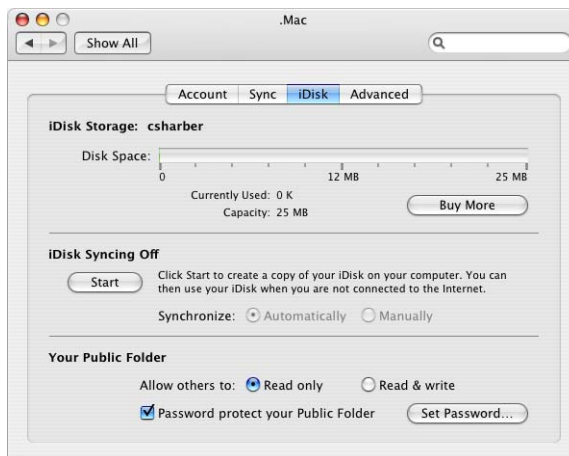 .Mac
Show All
Account Sync iDisk Advanced
iDisk Storage: csharber
Disk Space:
0 12 MB 25 MB
Currently Used: 0 K
Capacity: 25 MB
Buy More
iDisk Syncing Off
Start
Click Start to create a copy of your iDisk on your computer. You can
then use your iDisk when you are not connected to the Internet.
Synchronize: Automatically Manually
Your Public Folder
Allow others to: Read only Read & write
Password protect your Public Folder Set Password...